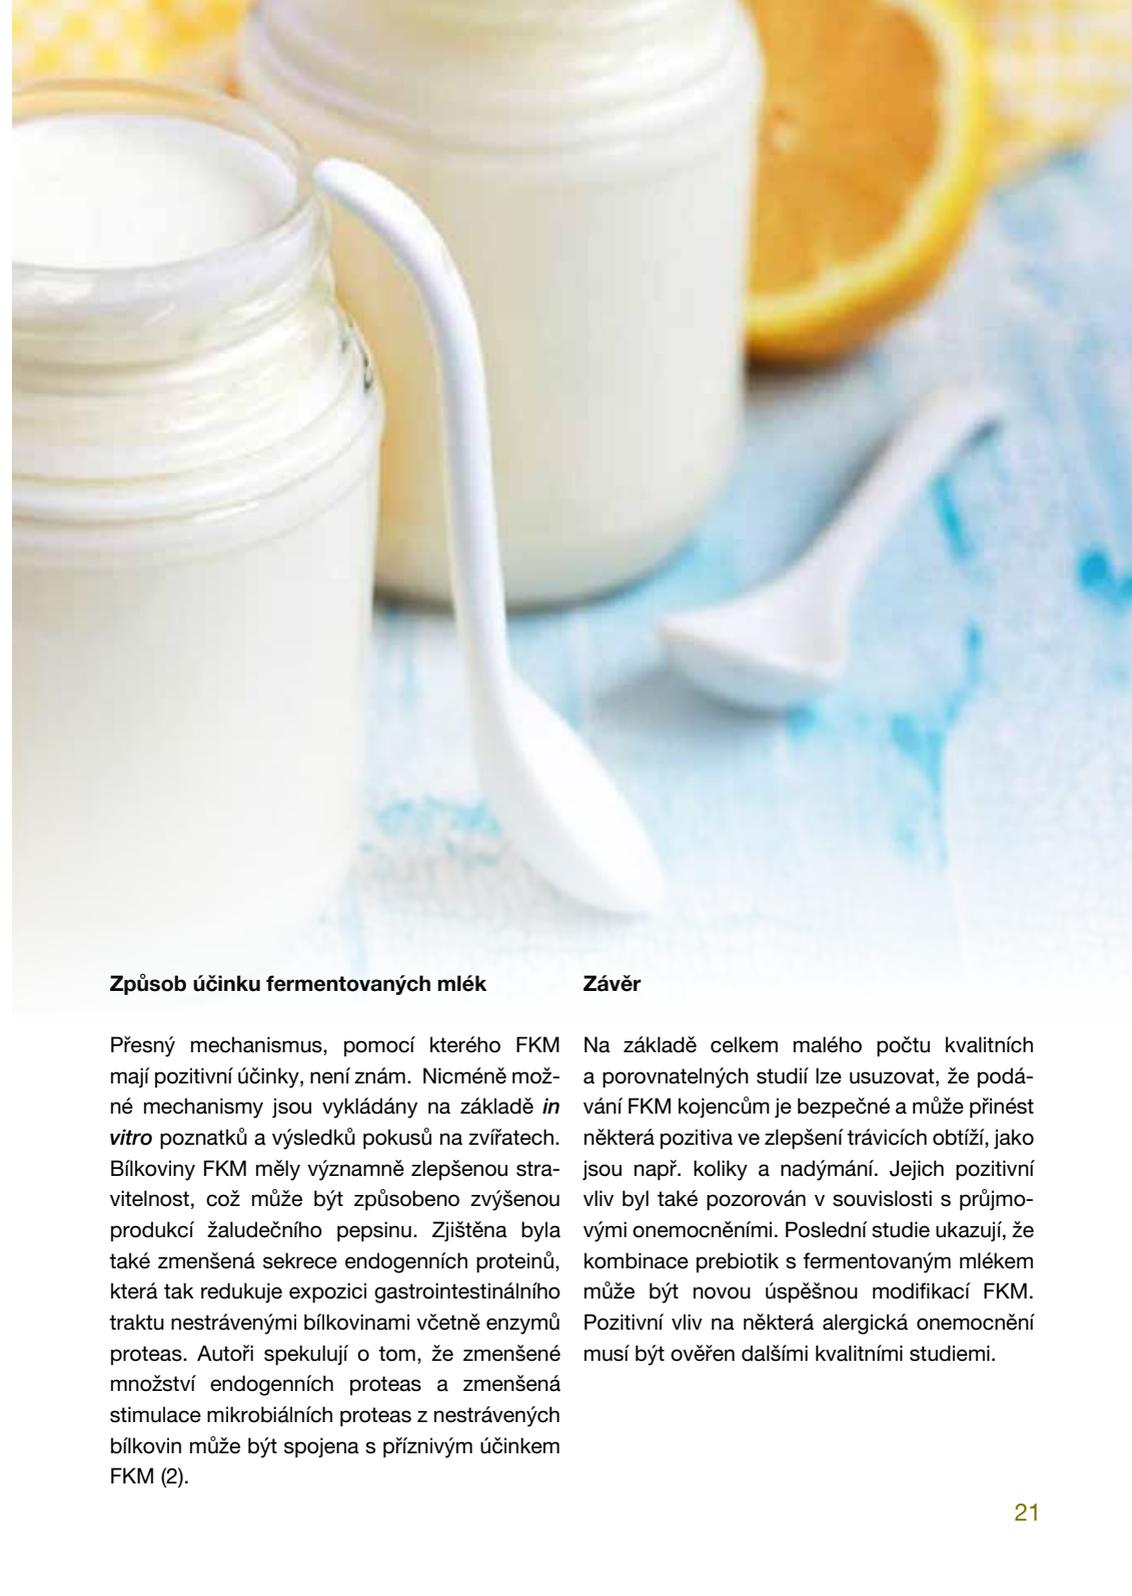 Způsob účinku fermentovaných mlék
Přesný mechanismus, pomocí kterého FKM
mají pozitivní účinky, není znám. Nicméně mož-
né mechanismy jsou vykládány na základě in
vitro poznatků a výsledků pokusů na zvířatech.
Bílkoviny FKM měly významně zlepšenou stra-
vitelnost, což může být způsobeno zvýšenou
produkcí žaludečního pepsinu. Zjištěna byla
také zmenšená sekrece endogenních proteinů,
která tak redukuje expozici gastrointestinálního
traktu nestrávenými bílkovinami včetně enzymů
proteas. Autoři spekulují o tom, že zmenšené
množství endogenních proteas a zmenšená
stimulace mikrobiálních proteas z nestrávených
bílkovin může být spojena s příznivým účinkem
FKM (2).
Závěr
Na základě celkem malého počtu kvalitních
a porovnatelných studií lze usuzovat, že podá-
vání FKM kojencům je bezpečné a může přinést
některá pozitiva ve zlepšení trávicích obtíží, jako
jsou např. koliky a nadýmání. Jejich pozitivní
vliv byl také pozorován v souvislosti s průjmo-
vými onemocněními. Poslední studie ukazují, že
kombinace prebiotik s fermentovaným mlékem
může být novou úspěšnou modifikací FKM.
Pozitivní vliv na některá alergická onemocnění
musí být ověřen dalšími kvalitními studiemi.
21